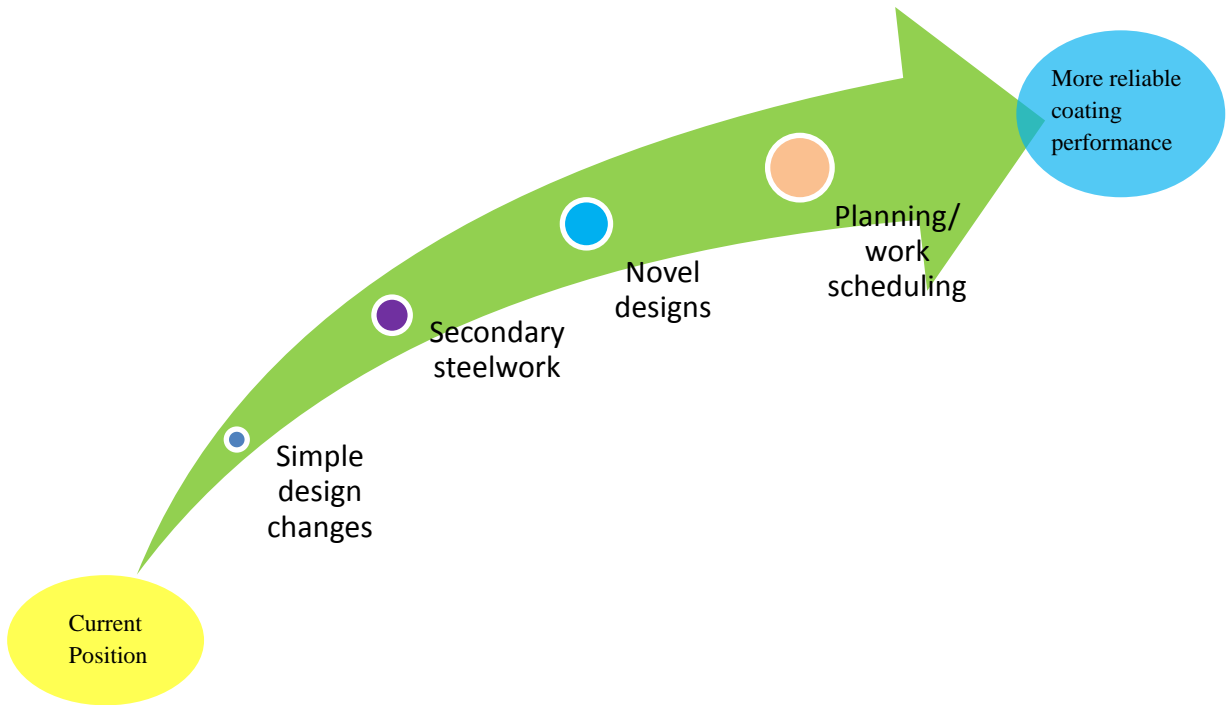 More reliable
coating
performance
Planning/
work
scheduling
Novel
designs
Secondary
steelwork
Simple
design
changes
Current
Position